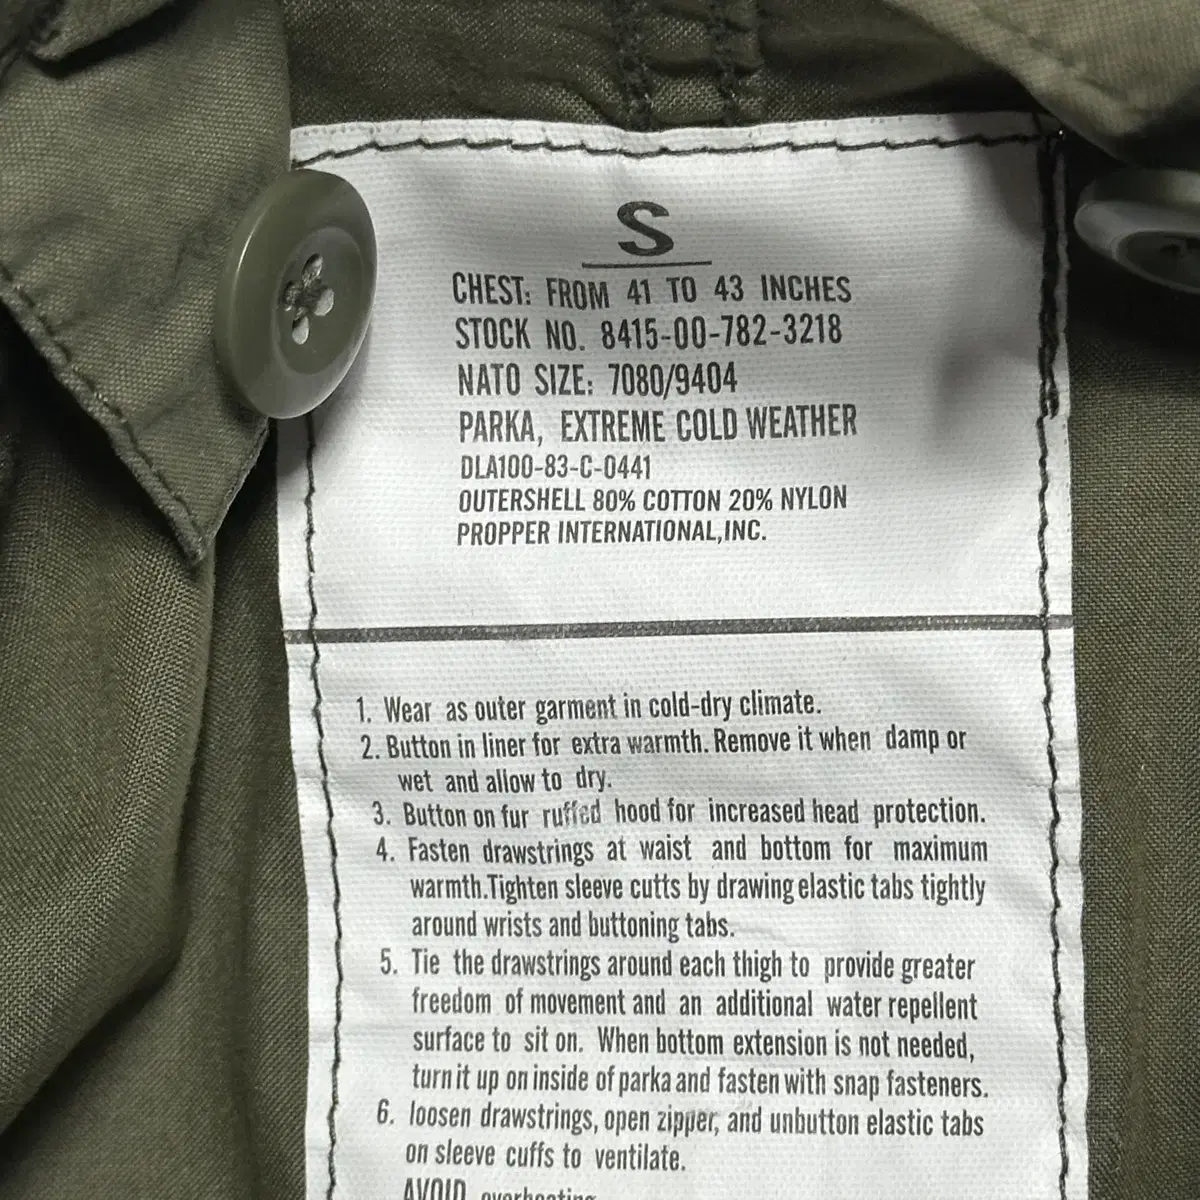 S
CHEST: FROM 41 TO 43 INCHES
STOCK NO. 8415-00-782-3218
NATO SIZE: 7080/9404
PARKA, EXTREME COLD WEATHER
DLA100-83-C-0441
OUTERSHELL 80% COTTON 20% NYLON
PROPPER INTERNATIONAL,INC.
1. Wear as outer garment in cold-dry climate.
2. Button in liner for extra warmth. Remove it when damp or
wet and allow to dry.
3. Button on fur ruffed hood for increased head protection.
4. Fasten drawstrings at waist and bottom for maximum
warmth.Tighten sleeve cutts by drawing elastic tabs tightly
around wrists and buttoning tabs.
5. Tie the drawstrings around each thigh to provide greater
freedom of movement and an additional water repellent
surface to sit on. When bottom extension is not needed,
turn it up on inside of parka and fasten with snap fasteners.
6. loosen drawstrings, open zipper, and unbutton elastic tabs
on sleeve cuffs to ventilate.
AVOID overheating